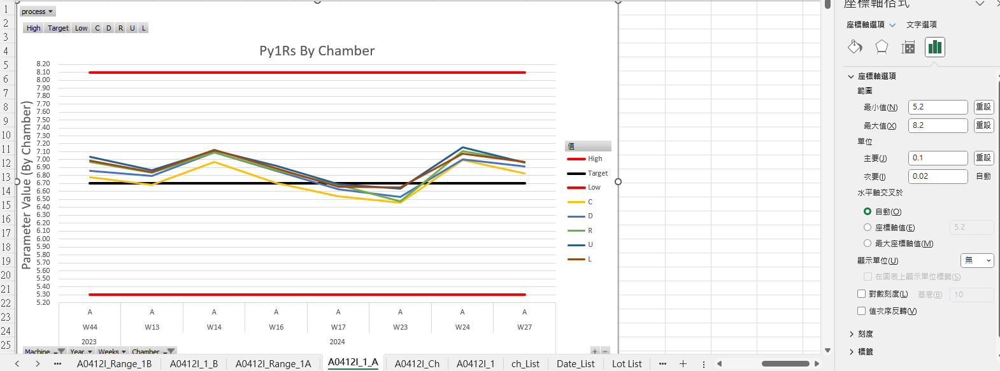 process
High Target Low C D R U L
Py1Rs By Chamber
Parameter Value (By Chamber)
8.20
8.10
8.00
7.90
7.80
7.70
7.60
7.50
7.40
7.30
7.20
7.10
7.00
6.90
6.80
6.70
6.60
6.50
6.40
6.30
6.20
6.10
6.00
5.90
5.80
5.70
5.60
5.50
5.40
5.30
5.20
A A A A A A A A
W44 W13 W14 W16 W17 W23 W24 W27
2023 2024
值
High
Target
Low
C
D
R
U
L
Machine Year Weeks Chamber
+ −
1
2
3
4
5
6
7
8
9
10
11
12
13
14
15
16
17
18
19
20
21
22
23
24
25
A0412I_Range_1B A0412I_1_B A0412I_Range_1A A0412I_1_A A0412I_Ch A0412I_1 ch_List Date_List Lot List
座標軸格式
座標軸選項 文字選項
座標軸選項
範圍
最小值(N) 5.2 重設
最大值(X) 8.2 重設
單位
主要(J) 0.1 重設
次要(I) 0.02 自動
水平軸交叉於
自動(O)
座標軸值(E) 5.2
最大座標軸值(M)
顯示單位(U) 無
在圖表上顯示單位標籤(S)
對數刻度(L) 基底(B) 10
值次序反轉(V)
刻度
標籤